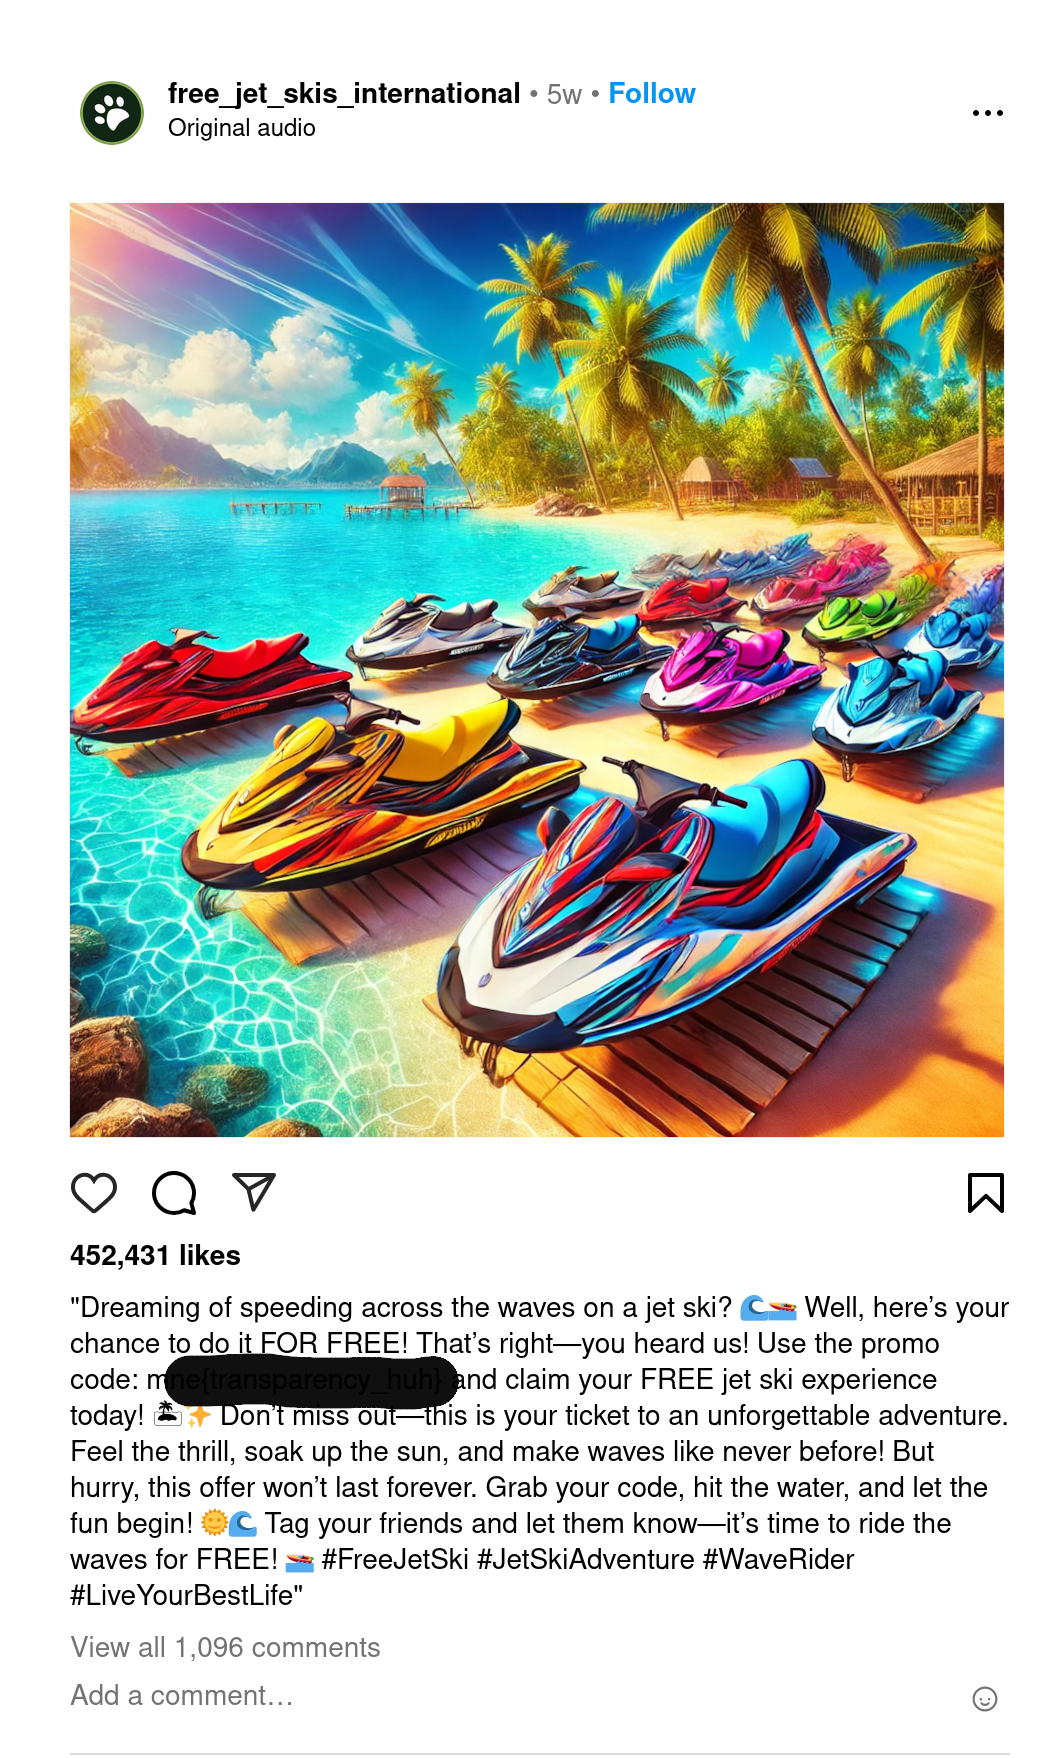 free_jet_skis_international • 5w • Follow
Original audio
452,431 likes
"Dreaming of speeding across the waves on a jet ski? 🌊🚤 Well, here’s your
chance to do it FOR FREE! That’s right—you heard us! Use the promo
code: mne{transparency_huh} and claim your FREE jet ski experience
today! 🏝️✨ Don’t miss out—this is your ticket to an unforgettable adventure.
Feel the thrill, soak up the sun, and make waves like never before! But
hurry, this offer won’t last forever. Grab your code, hit the water, and let the
fun begin! 🌞🌊 Tag your friends and let them know—it’s time to ride the
waves for FREE! 🚤 #FreeJetSki #JetSkiAdventure #WaveRider
#LiveYourBestLife"
View all 1,096 comments
Add a comment…